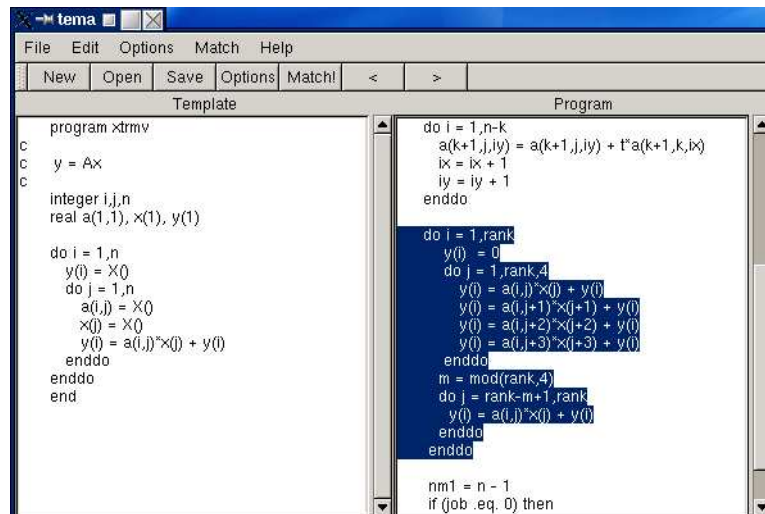 tema
File Edit Options Match Help
New Open Save Options Match! < >
Template
program xtrmv
c
c y = Ax
c
integer i,j,n
real a(1,1), x(1), y(1)
do i = 1,n
y(i) = X()
do j = 1,n
a(i,j) = X()
x(j) = X()
y(i) = a(i,j)*x(j) + y(i)
enddo
enddo
end
Program
do i = 1,n-k
a(k+1,j,iy) = a(k+1,j,iy) + t*a(k+1,k,ix)
ix = ix + 1
iy = iy + 1
enddo
do i = 1,rank
y(i) = 0
do j = 1,rank,4
y(i) = a(i,j)*x(j) + y(i)
y(i) = a(i,j+1)*x(j+1) + y(i)
y(i) = a(i,j+2)*x(j+2) + y(i)
y(i) = a(i,j+3)*x(j+3) + y(i)
enddo
m = mod(rank,4)
do j = rank-m+1,rank
y(i) = a(i,j)*x(j) + y(i)
enddo
enddo
nm1 = n - 1
if (job .eq. 0) then